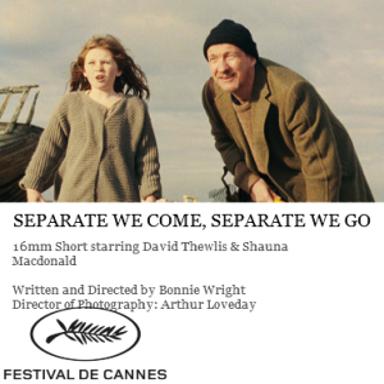 SEPARATE WE COME, SEPARATE WE GO
16mm Short starring David Thewlis & Shauna
Macdonald
Written and Directed by Bonnie Wright
Director of Photography: Arthur Loveday
FESTIVAL DE CANNES